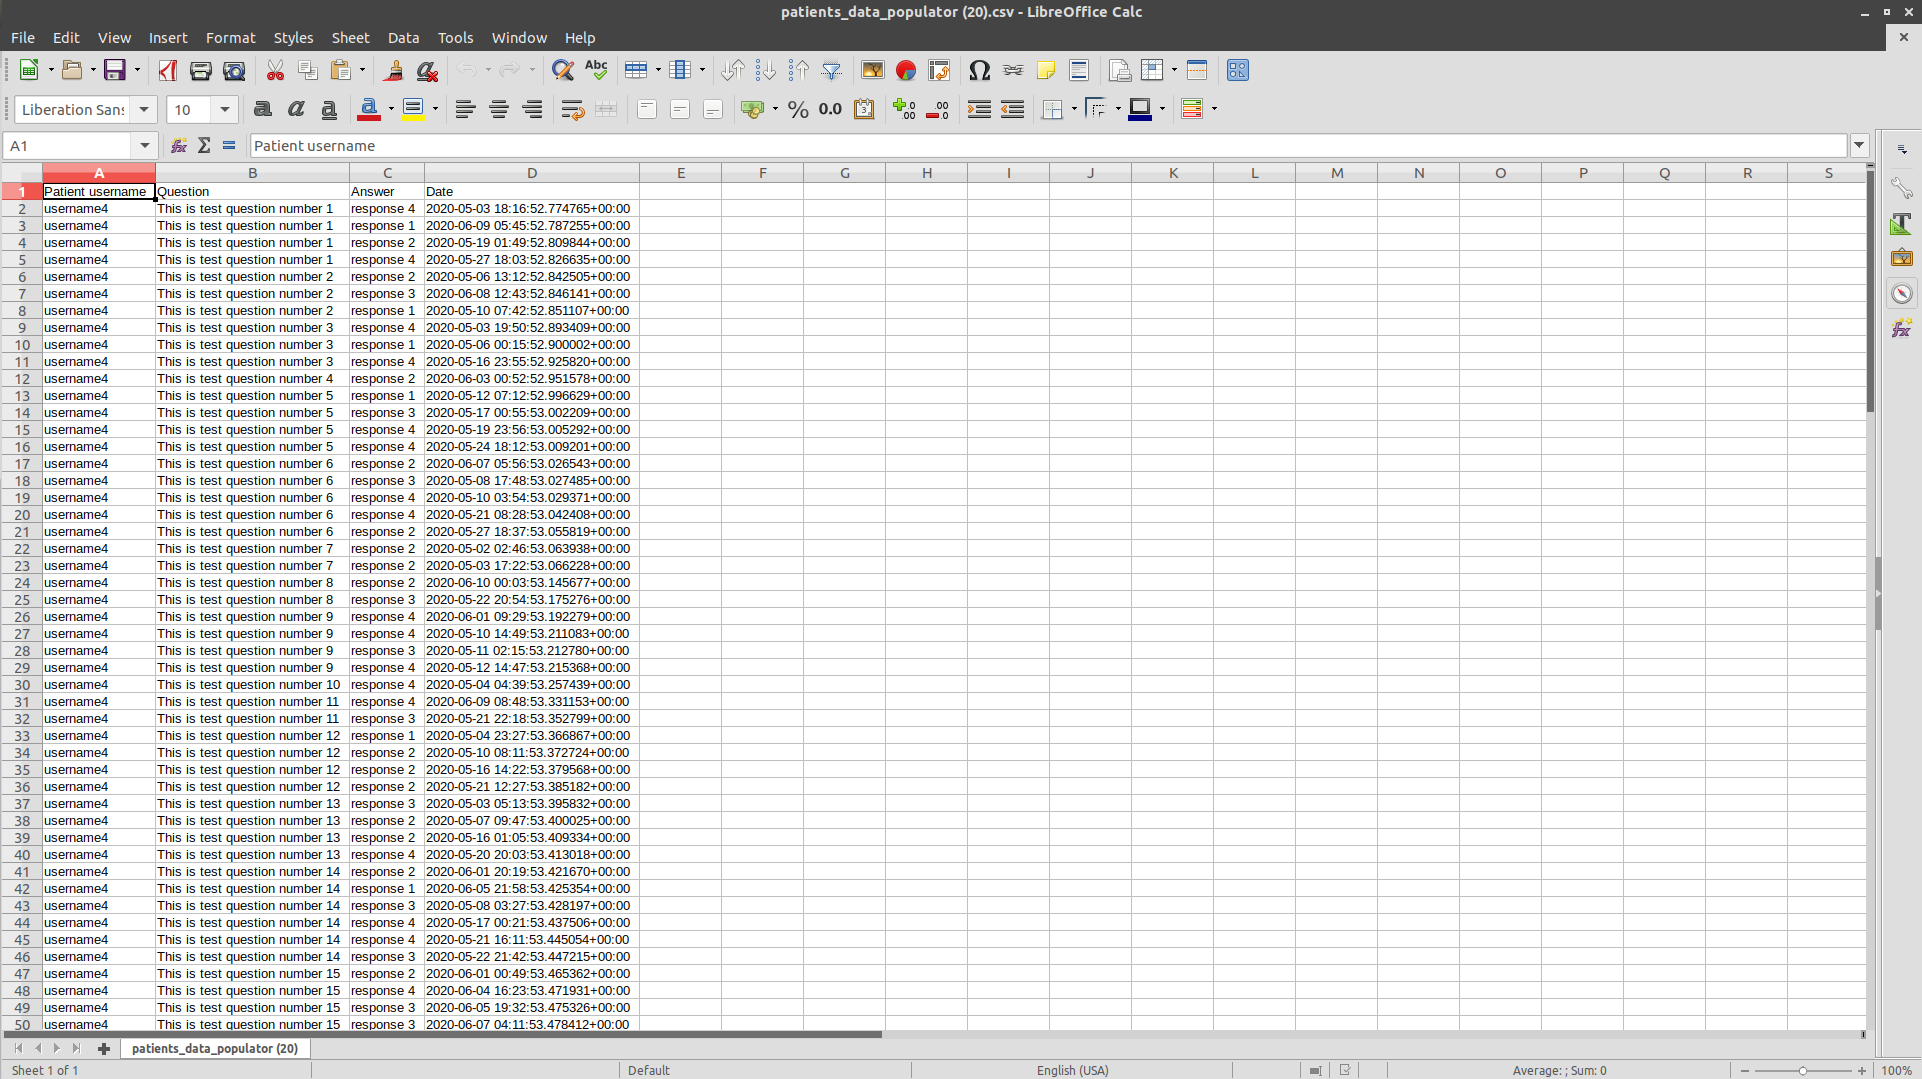 patients_data_populator (20).csv - LibreOffice Calc
File Edit View Insert Format Styles Sheet Data Tools Window Help
Liberation Sans 10
A1 Patient username
A B C D E F G H I J K L M N O P Q R S
1 Patient username Question Answer Date
2 username4 This is test question number 1 response 4 2020-05-03 18:16:52.774765+00:00
3 username4 This is test question number 1 response 1 2020-06-09 05:45:52.787255+00:00
4 username4 This is test question number 1 response 2 2020-05-19 01:49:52.809844+00:00
5 username4 This is test question number 1 response 4 2020-05-27 18:03:52.826635+00:00
6 username4 This is test question number 2 response 2 2020-05-06 13:12:52.842505+00:00
7 username4 This is test question number 2 response 3 2020-06-08 12:43:52.846141+00:00
8 username4 This is test question number 2 response 1 2020-05-10 07:42:52.851107+00:00
9 username4 This is test question number 3 response 4 2020-05-03 19:50:52.893409+00:00
10 username4 This is test question number 3 response 1 2020-05-06 00:15:52.900002+00:00
11 username4 This is test question number 3 response 4 2020-05-16 23:55:52.925820+00:00
12 username4 This is test question number 4 response 2 2020-06-03 00:52:52.951578+00:00
13 username4 This is test question number 5 response 1 2020-05-12 07:12:52.996629+00:00
14 username4 This is test question number 5 response 3 2020-05-17 00:55:53.002209+00:00
15 username4 This is test question number 5 response 4 2020-05-19 23:56:53.005292+00:00
16 username4 This is test question number 5 response 4 2020-05-24 18:12:53.009201+00:00
17 username4 This is test question number 6 response 2 2020-06-07 05:56:53.026543+00:00
18 username4 This is test question number 6 response 3 2020-05-08 17:48:53.027485+00:00
19 username4 This is test question number 6 response 4 2020-05-10 03:54:53.029371+00:00
20 username4 This is test question number 6 response 4 2020-05-21 08:28:53.042408+00:00
21 username4 This is test question number 6 response 2 2020-05-27 18:37:53.055819+00:00
22 username4 This is test question number 7 response 2 2020-05-02 02:46:53.063938+00:00
23 username4 This is test question number 7 response 2 2020-05-03 17:22:53.066228+00:00
24 username4 This is test question number 8 response 2 2020-06-10 00:03:53.145677+00:00
25 username4 This is test question number 8 response 3 2020-05-22 20:54:53.175276+00:00
26 username4 This is test question number 9 response 4 2020-06-01 09:29:53.192279+00:00
27 username4 This is test question number 9 response 4 2020-05-10 14:49:53.211083+00:00
28 username4 This is test question number 9 response 3 2020-05-11 02:15:53.212780+00:00
29 username4 This is test question number 9 response 4 2020-05-12 14:47:53.215368+00:00
30 username4 This is test question number 10 response 4 2020-05-04 04:39:53.257439+00:00
31 username4 This is test question number 11 response 4 2020-06-09 08:48:53.331153+00:00
32 username4 This is test question number 11 response 3 2020-05-21 22:18:53.352799+00:00
33 username4 This is test question number 12 response 1 2020-05-04 23:27:53.366867+00:00
34 username4 This is test question number 12 response 2 2020-05-10 08:11:53.372724+00:00
35 username4 This is test question number 12 response 2 2020-05-16 14:22:53.379568+00:00
36 username4 This is test question number 12 response 2 2020-05-21 12:27:53.385182+00:00
37 username4 This is test question number 13 response 3 2020-05-03 05:13:53.395832+00:00
38 username4 This is test question number 13 response 2 2020-05-07 09:47:53.400025+00:00
39 username4 This is test question number 13 response 2 2020-05-16 01:05:53.409334+00:00
40 username4 This is test question number 13 response 4 2020-05-20 20:03:53.413018+00:00
41 username4 This is test question number 14 response 2 2020-06-01 20:19:53.421670+00:00
42 username4 This is test question number 14 response 1 2020-06-05 21:58:53.425354+00:00
43 username4 This is test question number 14 response 3 2020-05-08 03:27:53.428197+00:00
44 username4 This is test question number 14 response 4 2020-05-17 00:21:53.437506+00:00
45 username4 This is test question number 14 response 4 2020-05-21 16:11:53.445054+00:00
46 username4 This is test question number 14 response 3 2020-05-22 21:42:53.447215+00:00
47 username4 This is test question number 15 response 2 2020-06-01 00:49:53.465362+00:00
48 username4 This is test question number 15 response 4 2020-06-04 16:23:53.471931+00:00
49 username4 This is test question number 15 response 3 2020-06-05 19:32:53.475326+00:00
50 username4 This is test question number 15 response 3 2020-06-07 04:11:53.478412+00:00
patients_data_populator (20)
Sheet 1 of 1 Default English (USA) Average: ; Sum: 0 100%